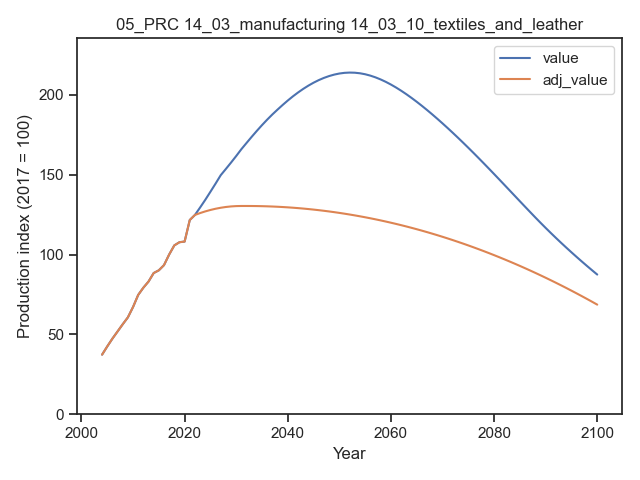 05_PRC 14_03_manufacturing 14_03_10_textiles_and_leather
value
adj_value
Production index (2017 = 100)
200
150
100
50
0
2000 2020 2040 2060 2080 2100
Year